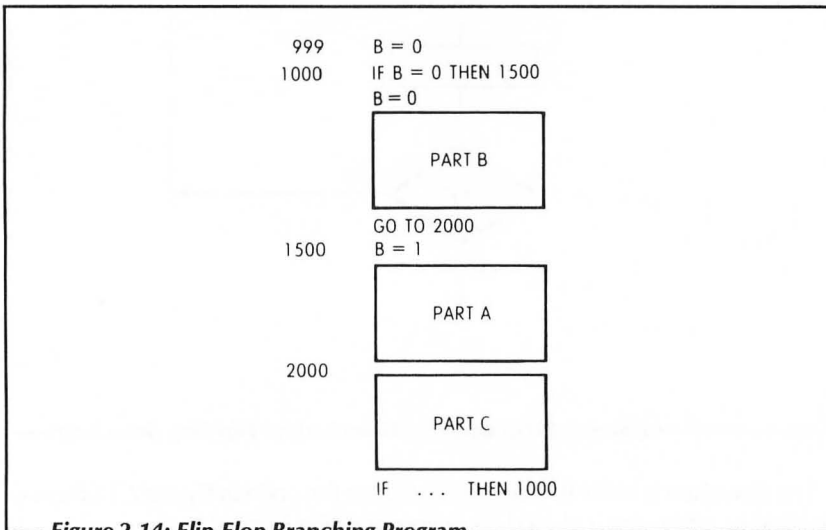 999 B = 0
1000 IF B = 0 THEN 1500
B = 0
PART B
GO TO 2000
1500 B = 1
PART A
2000
PART C
IF ... THEN 1000
Figure 2.14: Flip-Flop Branching Program